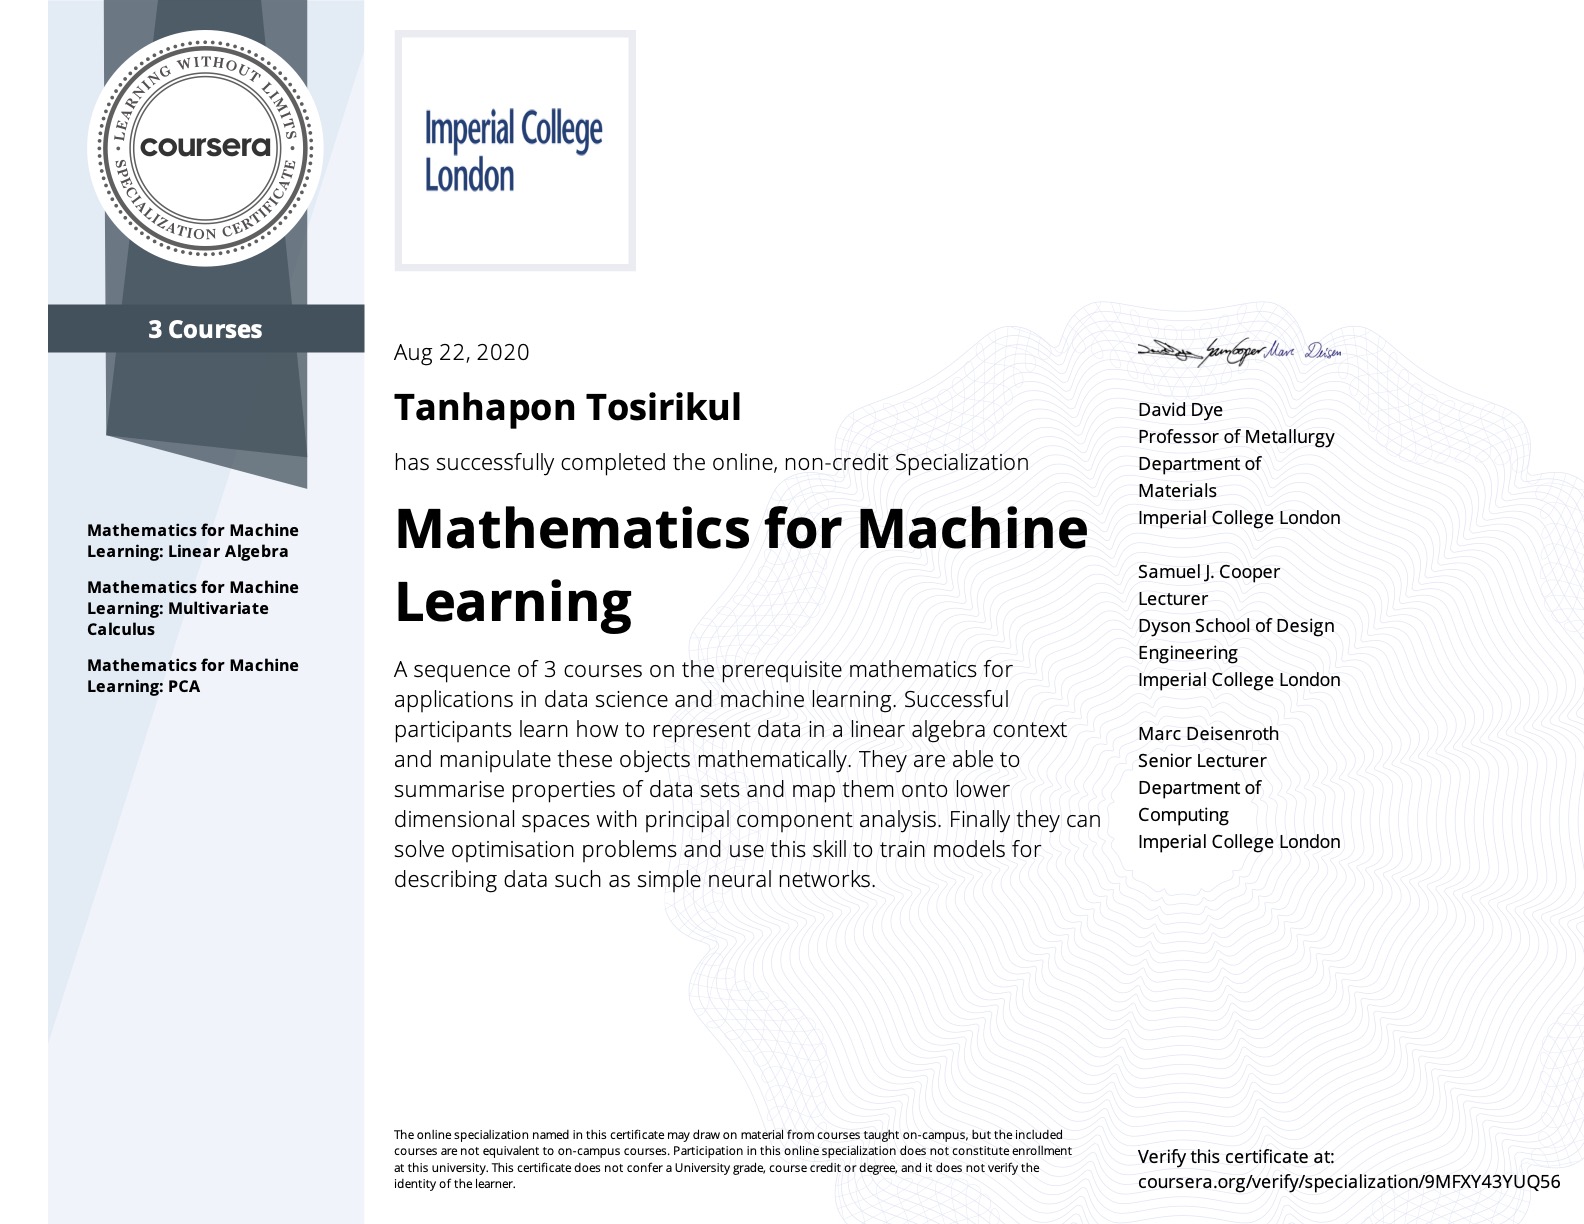 · LEARNING WITHOUT LIMITS ·
coursera
SPECIALIZATION CERTIFICATE
Imperial College
London
3 Courses
Mathematics for Machine
Learning: Linear Algebra
Mathematics for Machine
Learning: Multivariate
Calculus
Mathematics for Machine
Learning: PCA
Aug 22, 2020
Tanhapon Tosirikul
has successfully completed the online, non-credit Specialization
Mathematics for Machine
Learning
A sequence of 3 courses on the prerequisite mathematics for
applications in data science and machine learning. Successful
participants learn how to represent data in a linear algebra context
and manipulate these objects mathematically. They are able to
summarise properties of data sets and map them onto lower
dimensional spaces with principal component analysis. Finally they can
solve optimisation problems and use this skill to train models for
describing data such as simple neural networks.
Marc Deisen
David Dye
Professor of Metallurgy
Department of
Materials
Imperial College London
Samuel J. Cooper
Lecturer
Dyson School of Design
Engineering
Imperial College London
Marc Deisenroth
Senior Lecturer
Department of
Computing
Imperial College London
The online specialization named in this certificate may draw on material from courses taught on-campus, but the included
courses are not equivalent to on-campus courses. Participation in this online specialization does not constitute enrollment
at this university. This certificate does not confer a University grade, course credit or degree, and it does not verify the
identity of the learner.
Verify this certificate at:
coursera.org/verify/specialization/9MFXY43YUQ56